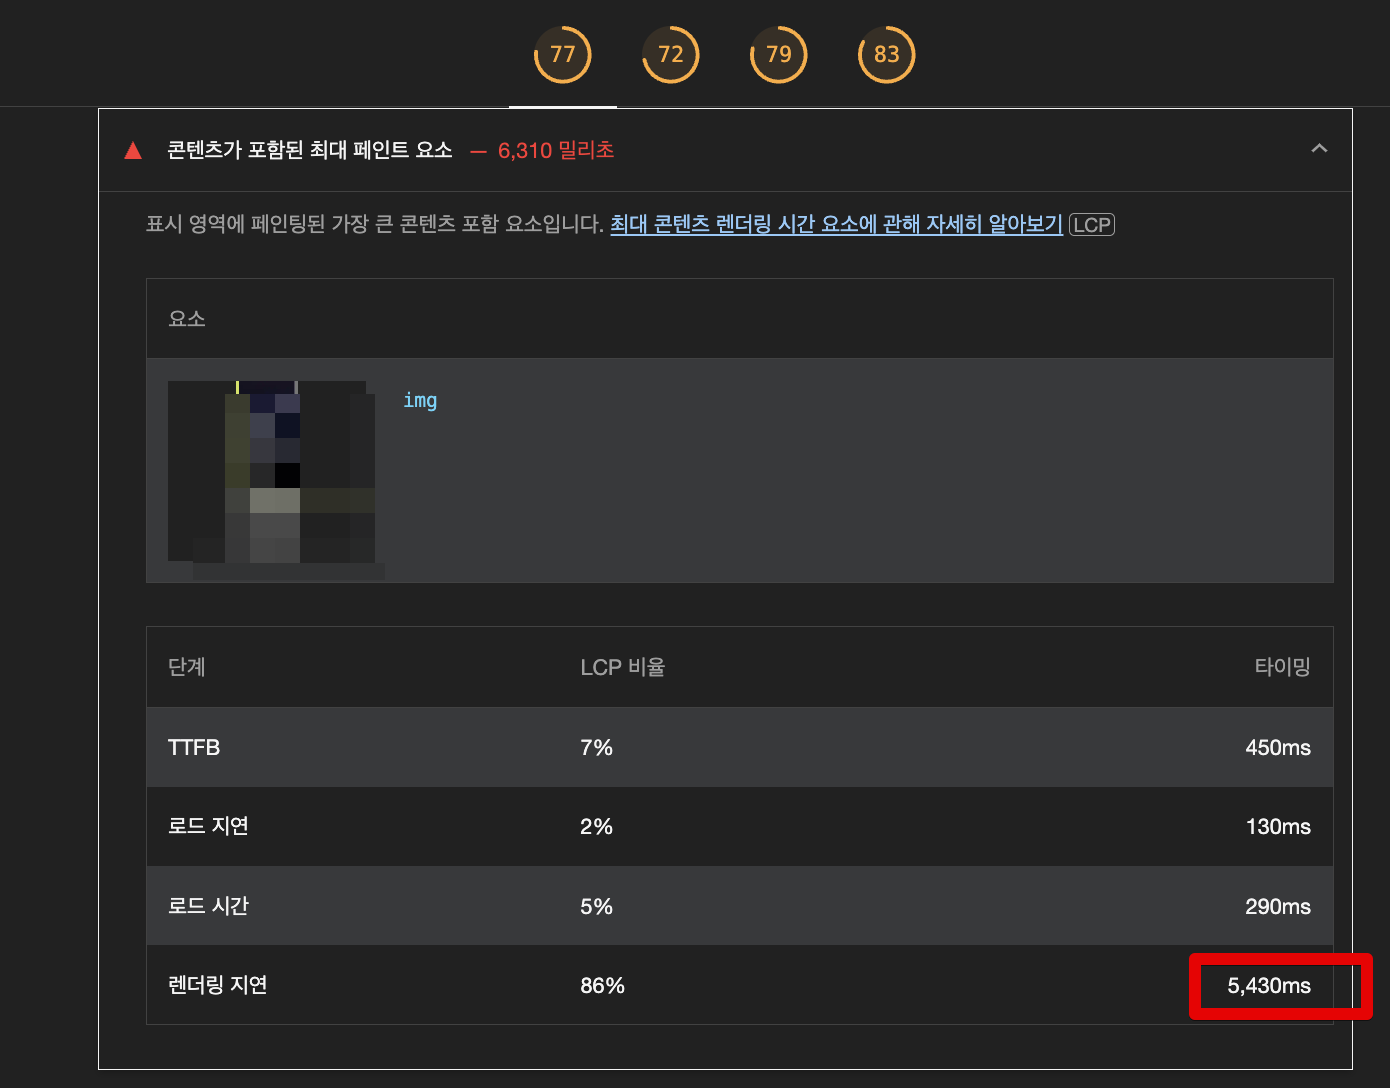 77 72 79 83
콘텐츠가 포함된 최대 페인트 요소 — 6,310 밀리초
표시 영역에 페인팅된 가장 큰 콘텐츠 포함 요소입니다. 최대 콘텐츠 렌더링 시간 요소에 관해 자세히 알아보기 LCP
요소
img
단계 LCP 비율 타이밍
TTFB 7% 450ms
로드 지연 2% 130ms
로드 시간 5% 290ms
렌더링 지연 86% 5,430ms